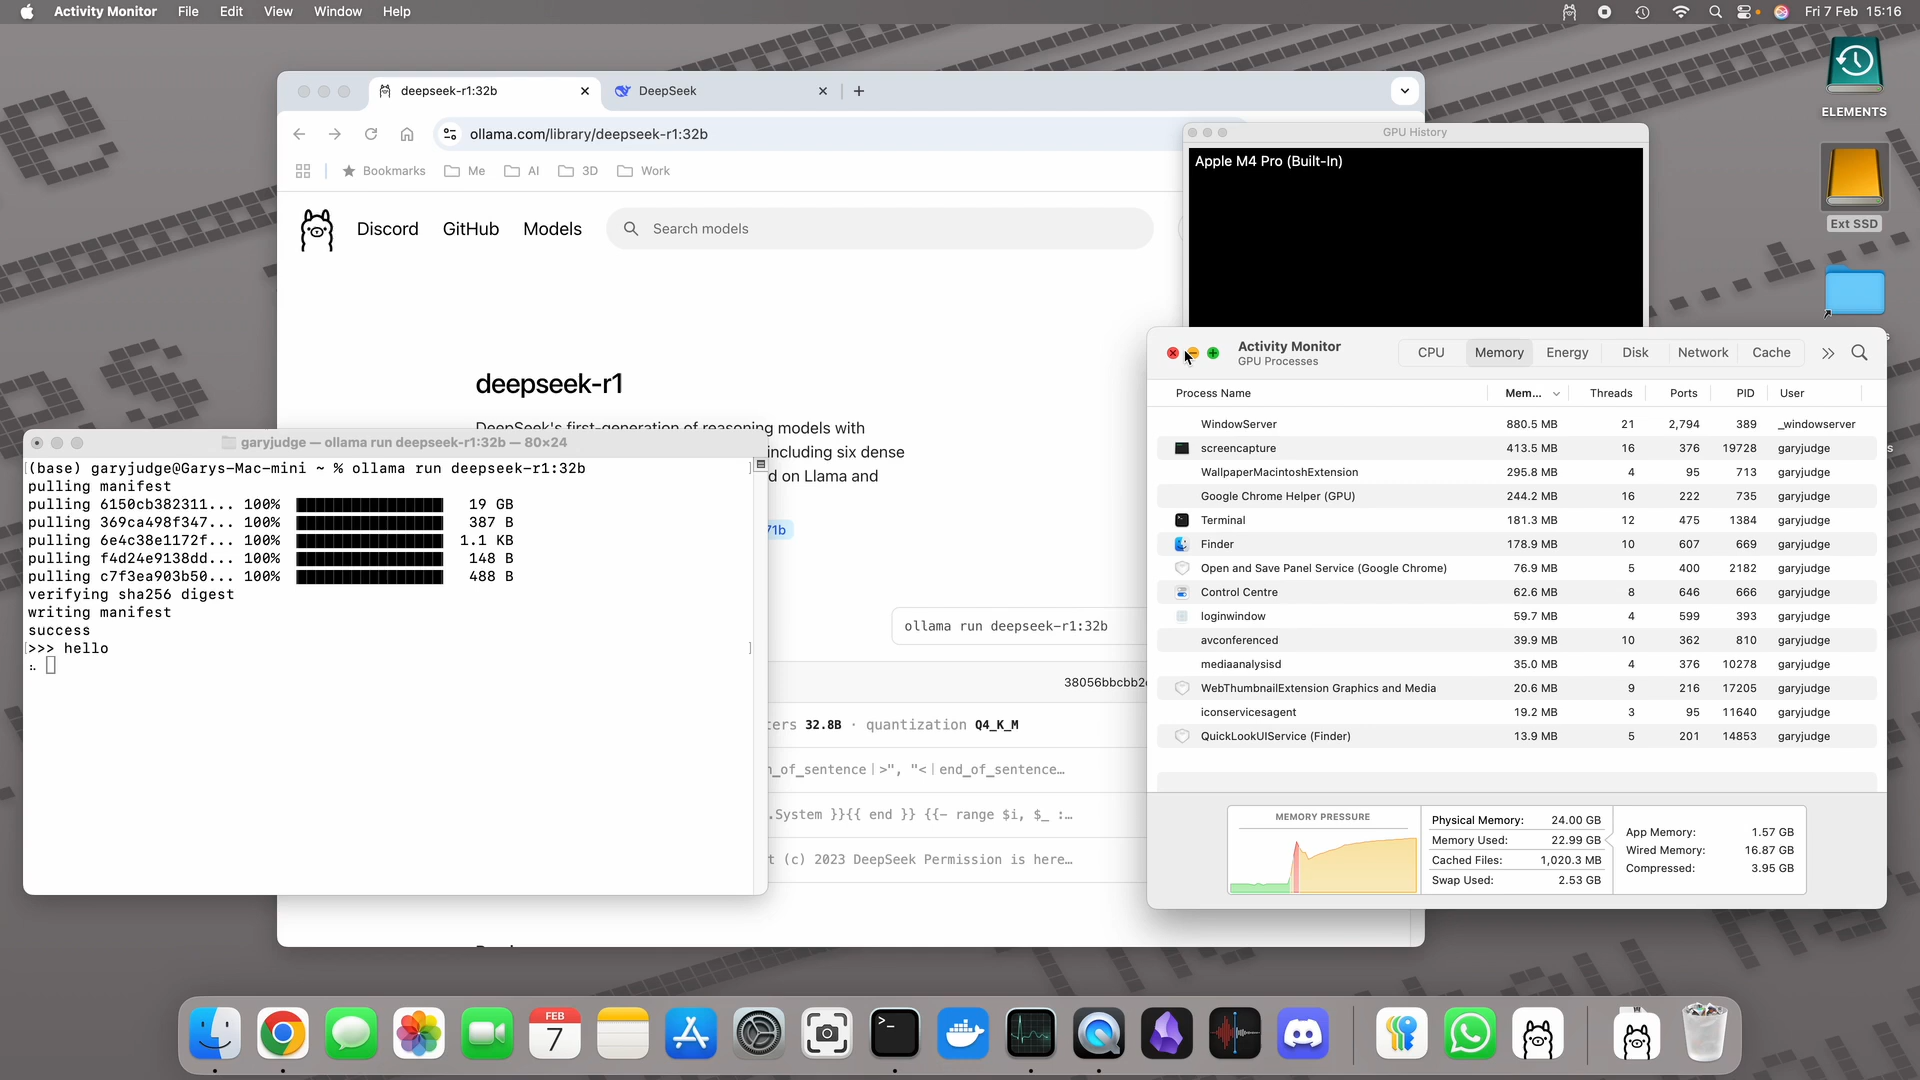 Activity Monitor File Edit View Window Help
Fri 7 Feb 15:16
ELEMENTS
Ext SSD
deepseek-r1:32b
DeepSeek
ollama.com/library/deepseek-r1:32b
Bookmarks Me AI 3D Work
Discord GitHub Models Search models
deepseek-r1
DeepSeek's first-generation of reasoning models with
including six dense
d on Llama and
71b
ollama run deepseek-r1:32b
38056bbcbb2
ters 32.8B · quantization Q4_K_M
n_of_sentence|>", "<|end_of_sentence…
.System }}{{ end }} {{- range $i, $_ :…
t (c) 2023 DeepSeek Permission is here…
GPU History
Apple M4 Pro (Built-In)
garyjudge — ollama run deepseek-r1:32b — 80×24
(base) garyjudge@Garys-Mac-mini ~ % ollama run deepseek-r1:32b
pulling manifest
pulling 6150cb382311... 100% 19 GB
pulling 369ca498f347... 100% 387 B
pulling 6e4c38e1172f... 100% 1.1 KB
pulling f4d24e9138dd... 100% 148 B
pulling c7f3ea903b50... 100% 488 B
verifying sha256 digest
writing manifest
success
>>> hello
Activity Monitor
GPU Processes
CPU Memory Energy Disk Network Cache
Process Name Mem... Threads Ports PID User
WindowServer 880.5 MB 21 2,794 389 _windowserver
screencapture 413.5 MB 16 376 19728 garyjudge
WallpaperMacintoshExtension 295.8 MB 4 95 713 garyjudge
Google Chrome Helper (GPU) 244.2 MB 16 222 735 garyjudge
Terminal 181.3 MB 12 475 1384 garyjudge
Finder 178.9 MB 10 607 669 garyjudge
Open and Save Panel Service (Google Chrome) 76.9 MB 5 400 2182 garyjudge
Control Centre 62.6 MB 8 646 666 garyjudge
loginwindow 59.7 MB 4 599 393 garyjudge
avconferenced 39.9 MB 10 362 810 garyjudge
mediaanalysisd 35.0 MB 4 376 10278 garyjudge
WebThumbnailExtension Graphics and Media 20.6 MB 9 216 17205 garyjudge
iconservicesagent 19.2 MB 3 95 11640 garyjudge
QuickLookUIService (Finder) 13.9 MB 5 201 14853 garyjudge
MEMORY PRESSURE
Physical Memory: 24.00 GB
Memory Used: 22.99 GB
Cached Files: 1,020.3 MB
Swap Used: 2.53 GB
App Memory: 1.57 GB
Wired Memory: 16.87 GB
Compressed: 3.95 GB
FEB
7